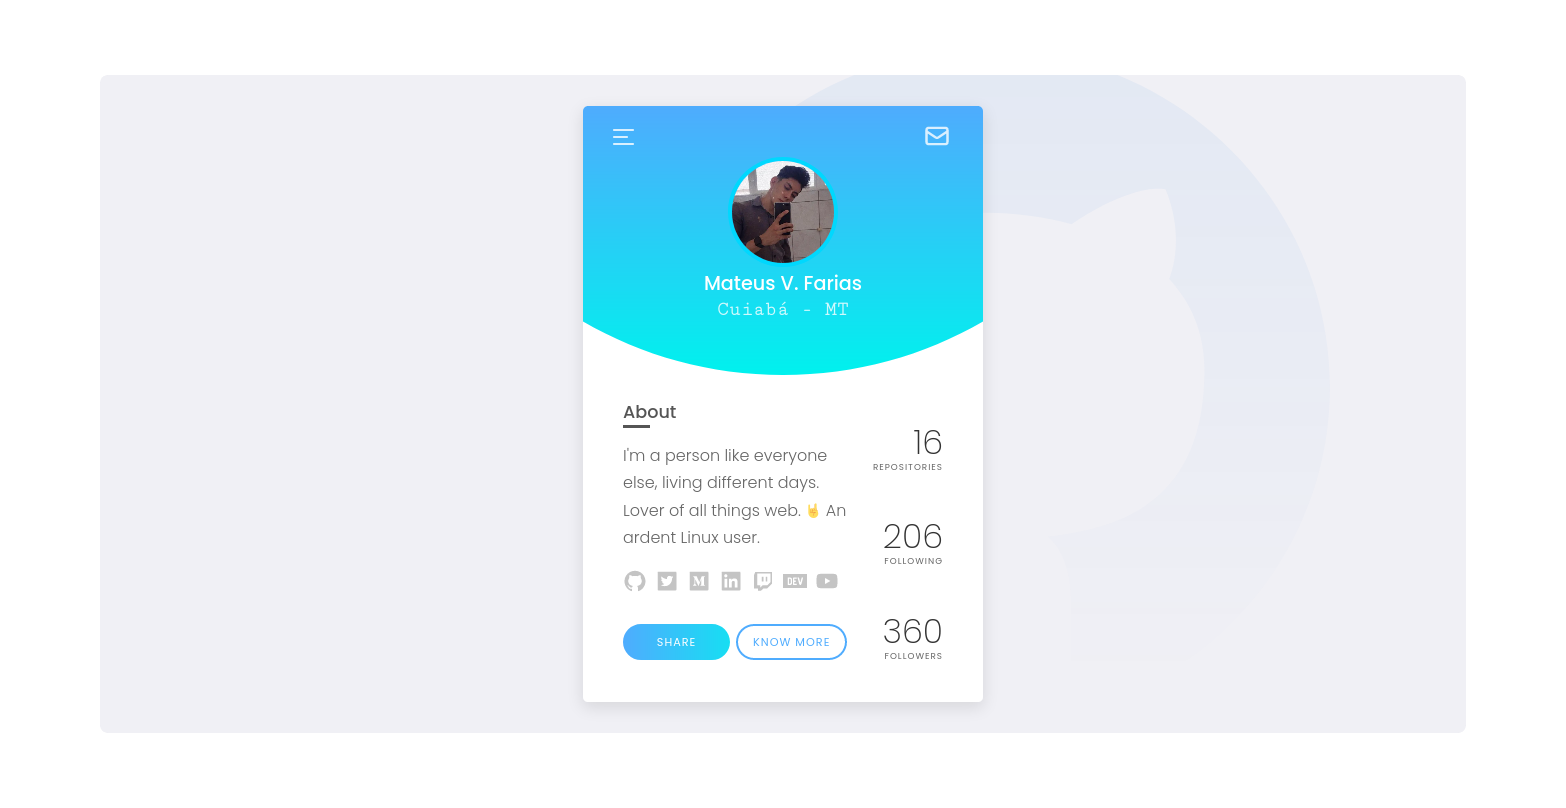 Mateus V. Farias
Cuiabá - MT
About
I'm a person like everyone
else, living different days.
Lover of all things web. 🤘 An
ardent Linux user.
M in DEV
SHARE
KNOW MORE
16
REPOSITORIES
206
FOLLOWING
360
FOLLOWERS